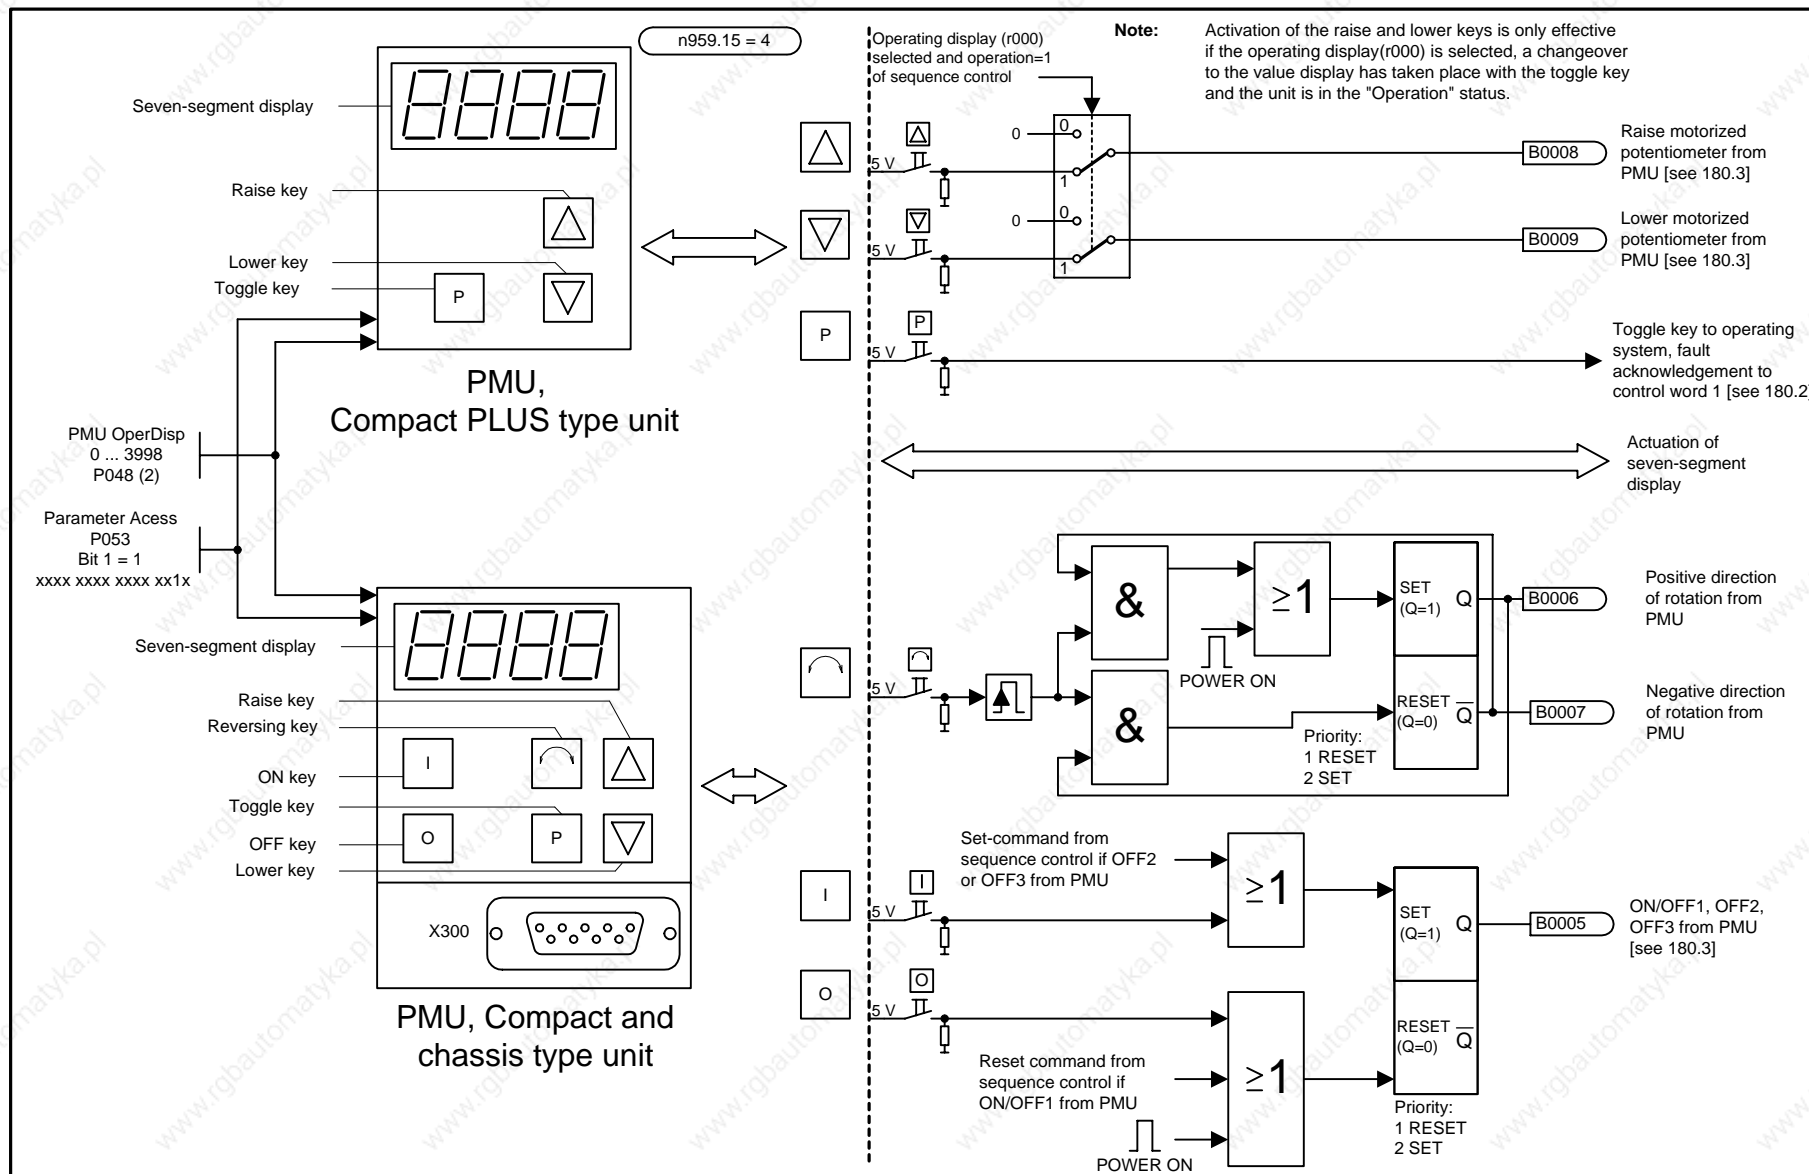 n959.15 = 4
Seven-segment display
Raise key
Lower key
Toggle key
P
PMU,
Compact PLUS type unit
PMU OperDisp
0 ... 3998
P048 (2)
Parameter Acess
P053
Bit 1 = 1
xxxx xxxx xxxx xx1x
Seven-segment display
Raise key
Reversing key
ON key
Toggle key
OFF key
Lower key
I
O
P
X300
PMU, Compact and
chassis type unit
Operating display (r000)
selected and operation=1
of sequence control
Note:
Activation of the raise and lower keys is only effective
if the operating display(r000) is selected, a changeover
to the value display has taken place with the toggle key
and the unit is in the "Operation" status.
5 V
0
0
1
B0008
Raise motorized
potentiometer from
PMU [see 180.3]
5 V
0
0
1
B0009
Lower motorized
potentiometer from
PMU [see 180.3]
P
5 V
P
Toggle key to operating
system, fault
acknowledgement to
control word 1 [see 180.2]
Actuation of
seven-segment
display
5 V
&
&
≥1
POWER ON
SET
(Q=1)
Q
RESET
(Q=0)
Q
Priority:
1 RESET
2 SET
B0006
Positive direction
of rotation from
PMU
B0007
Negative direction
of rotation from
PMU
I
5 V
I
Set-command from
sequence control if OFF2
or OFF3 from PMU
≥1
O
5 V
O
Reset command from
sequence control if
ON/OFF1 from PMU
POWER ON
≥1
SET
(Q=1)
Q
RESET
(Q=0)
Q
Priority:
1 RESET
2 SET
B0005
ON/OFF1, OFF2,
OFF3 from PMU
[see 180.3]
www.rgbautomatyka.pl